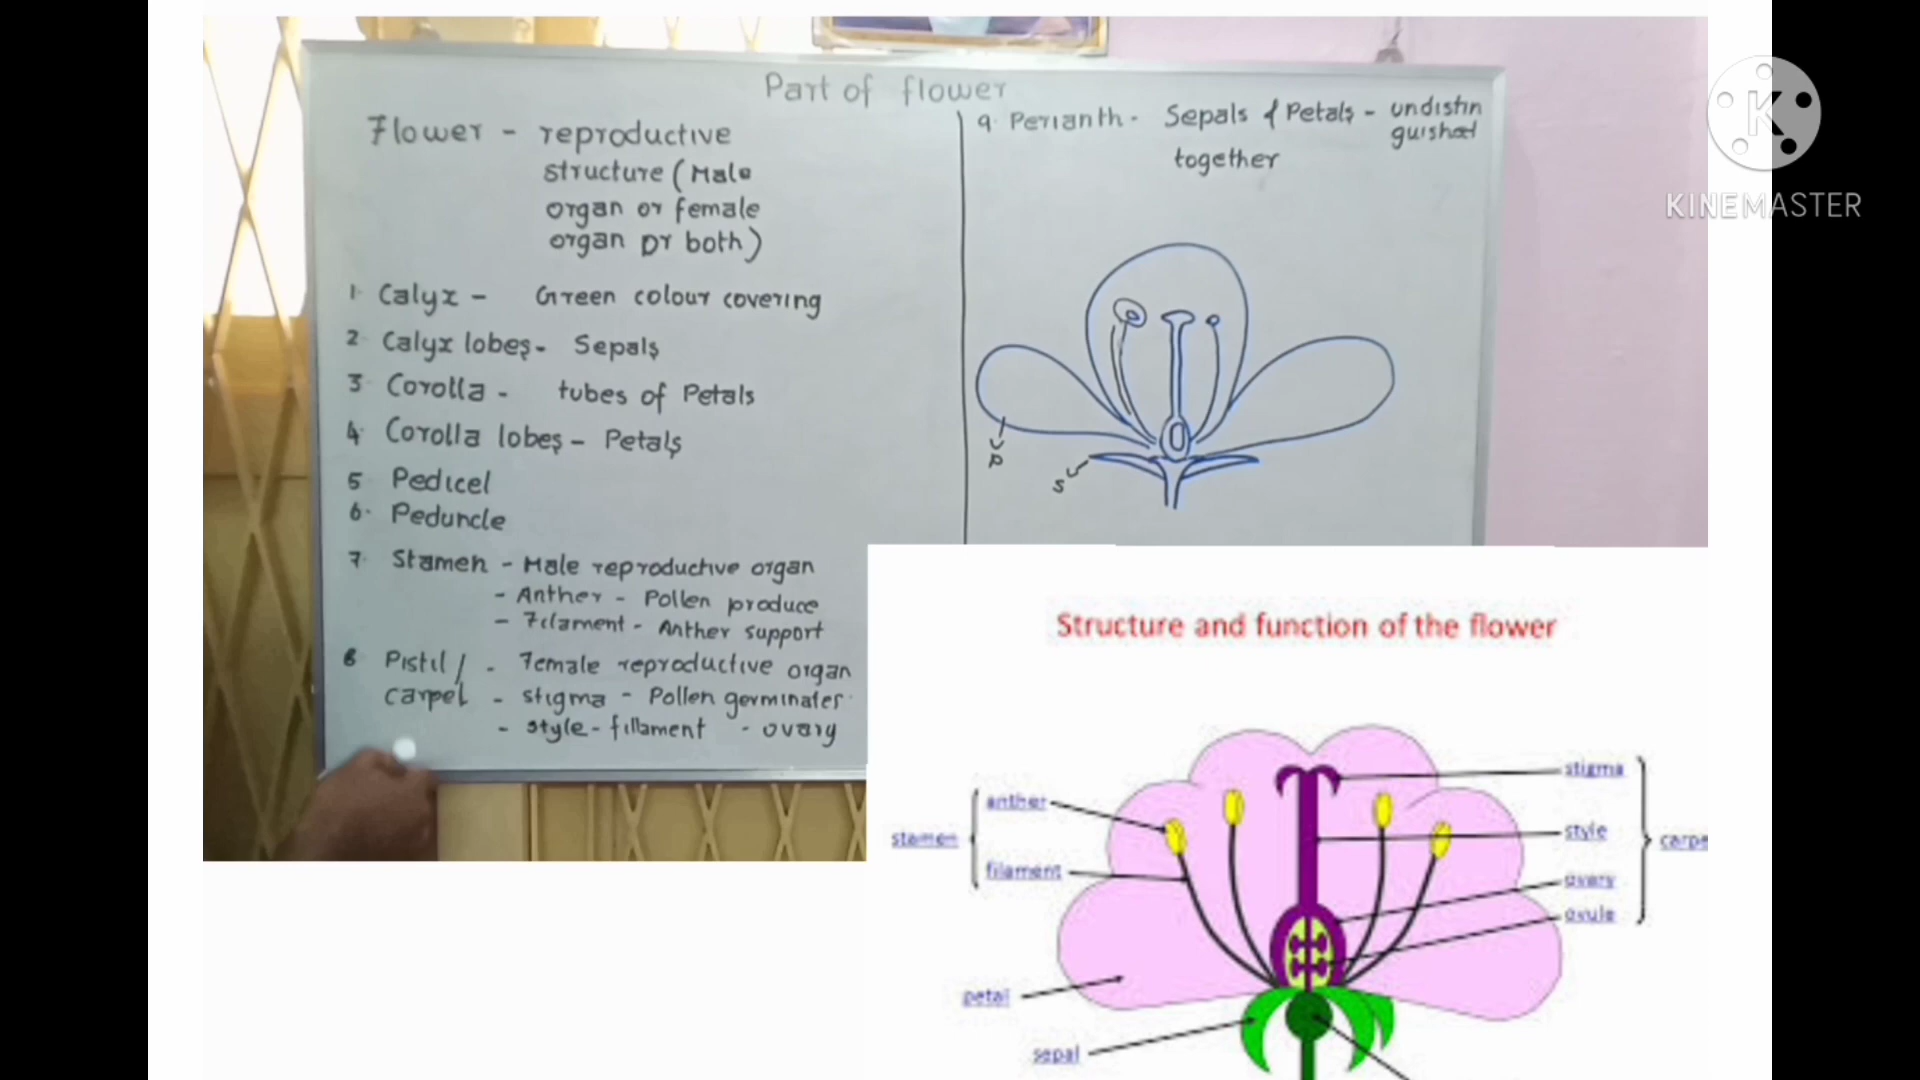 Part of flower
Flower - reproductive
structure (Male
organ or female
organ or both)
1. Calyx - Green colour covering
2 Calyx lobes - Sepals
3. Corolla - tubes of Petals
4. Corolla lobes - Petals
5 Pedicel
6. Peduncle
7. Stamen - Male reproductive organ
- Anther - Pollen produce
- Filament - Anther support
8 Pistil / - Female reproductive organ
carpel - stigma - Pollen germinates
- style - fillament - ovary
9. Perianth - Sepals & Petals - undistin
guished
together
P
S
KINEMASTER
Structure and function of the flower
stigma
anther
style
stamen
carpe
filament
ovary
ovule
petal
sepal